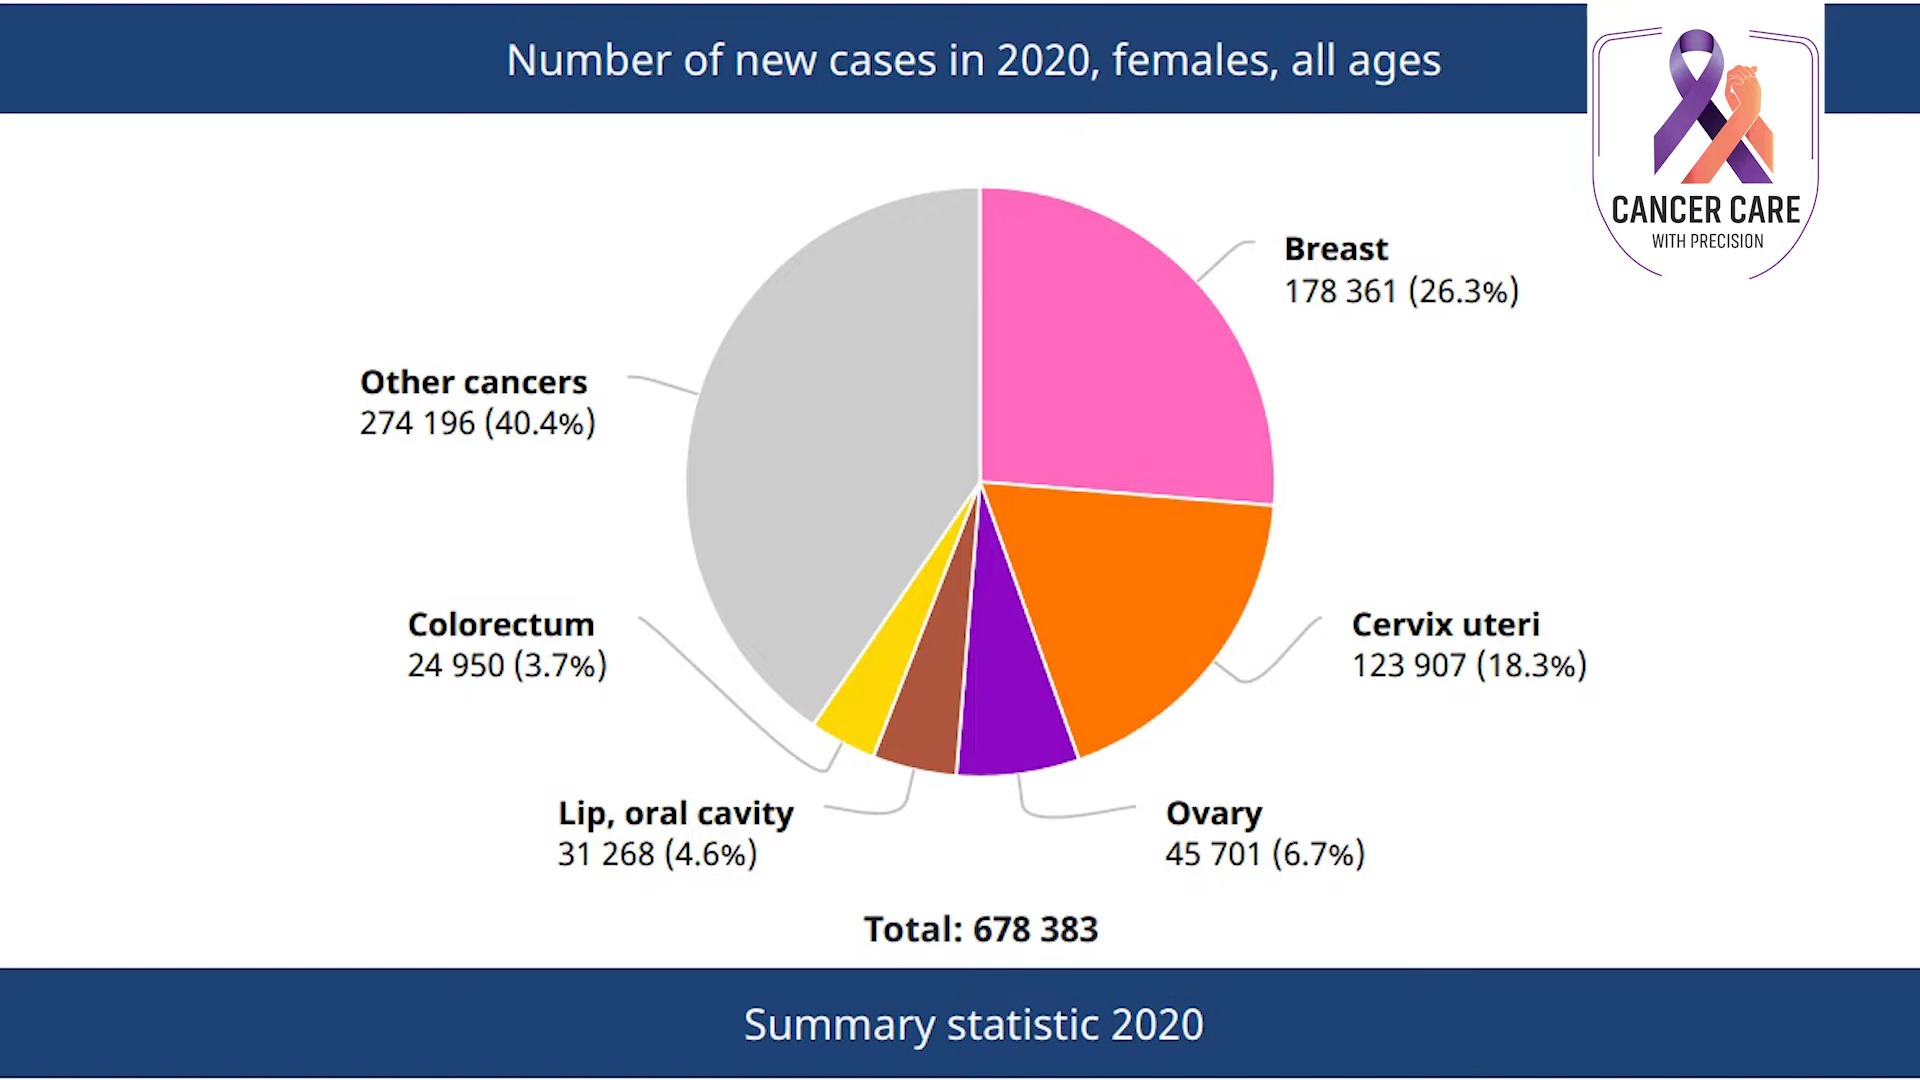 Number of new cases in 2020, females, all ages
CANCER CARE
WITH PRECISION
Breast
178 361 (26.3%)
Other cancers
274 196 (40.4%)
Colorectum
24 950 (3.7%)
Cervix uteri
123 907 (18.3%)
Lip, oral cavity
31 268 (4.6%)
Ovary
45 701 (6.7%)
Total: 678 383
Summary statistic 2020